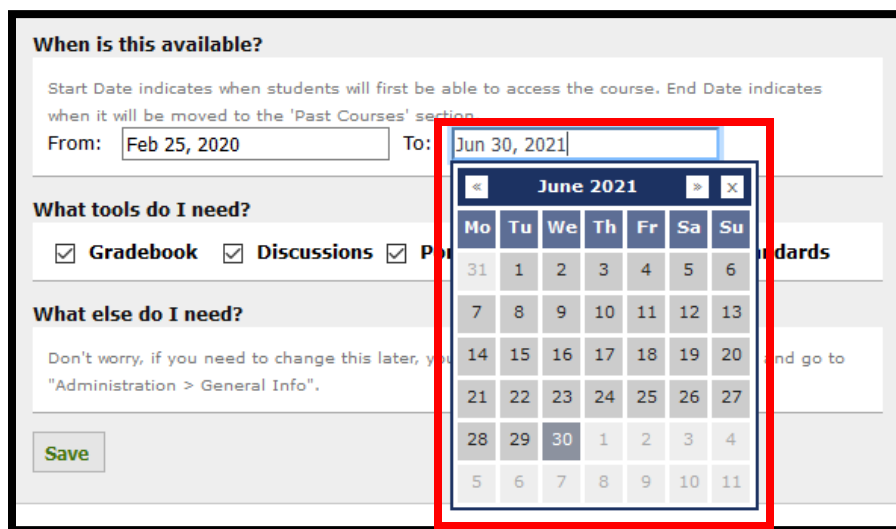 When is this available?
Start Date indicates when students will first be able to access the course. End Date indicates
when it will be moved to the 'Past Courses' section
From: Feb 25, 2020 To: Jun 30, 2021
« June 2021 » x
Mo Tu We Th Fr Sa Su
What tools do I need?
Gradebook Discussions
31 1 2 3 4 5 6
7 8 9 10 11 12 13
What else do I need?
14 15 16 17 18 19 20
Don't worry, if you need to change this later, and go to
"Administration > General Info".
21 22 23 24 25 26 27
28 29 30 1 2 3 4
Save
5 6 7 8 9 10 11